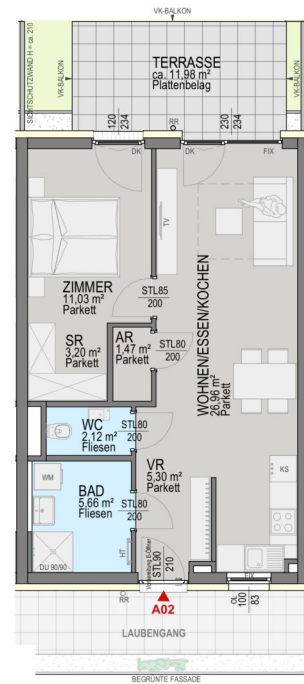 VK-BALKON
SICHTSCHUTZWAND H = ca. 210
VK-BALKON
TERRASSE
ca. 11,98 m²
Plattenbelag
VK-BALKON
120
234
RR
230
234
DK
DK
FIX
TV
ZIMMER
11,03 m²
Parkett
STL85
200
SR
3,20 m²
Parkett
AR
1,47 m²
Parkett
STL80
200
WOHNEN/ESSEN/KOCHEN
26,96 m²
Parkett
WC
2,12 m²
Fliesen
STL80
200
VR
5,30 m²
Parkett
KS
WM
BAD
5,66 m²
Fliesen
STL80
200
DU 90/90
HT
Vorbereitung E-Öffner
STL90
210
FIX
RR
A02
OL
100
83
LAUBENGANG
BEGRÜNTE FASSADE